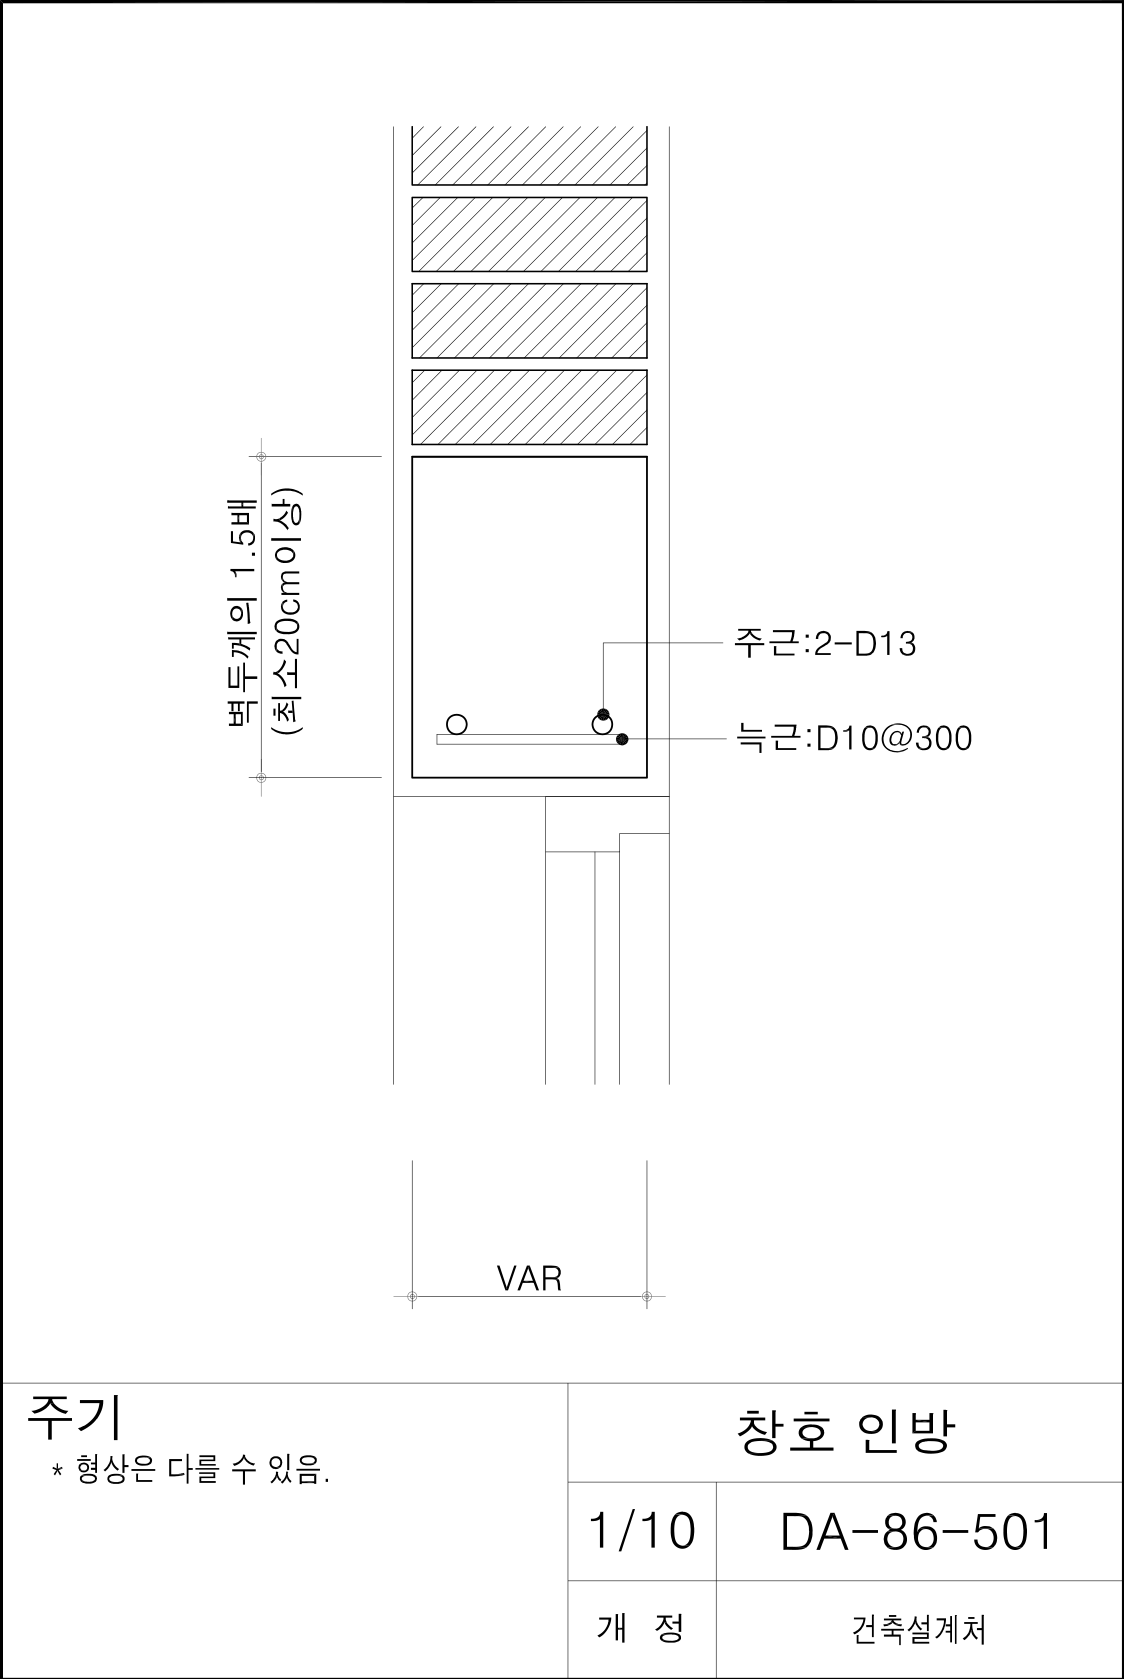 벽두께의 1.5배
(최소20cm이상)
주근:2-D13
늑근:D10@300
VAR
주기
* 형상은 다를 수 있음.
창호 인방
1/10
DA-86-501
개 정
건축설계처